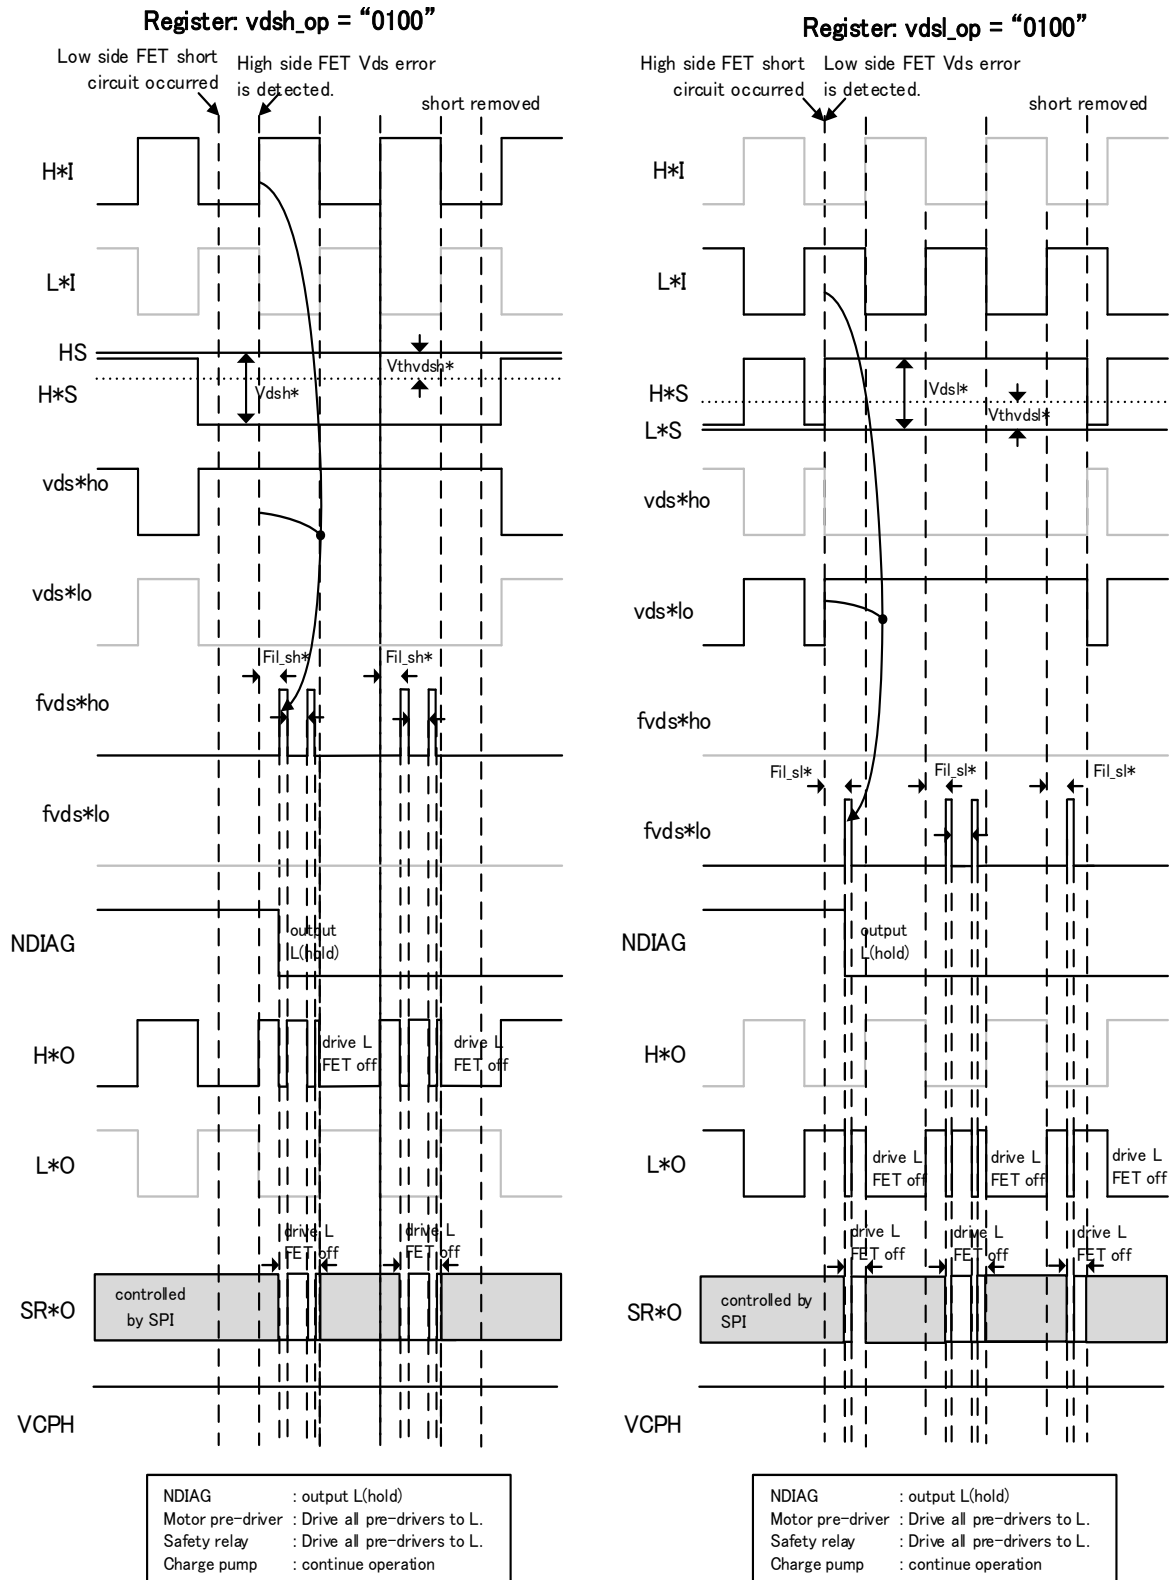 Register: vdsh_op = “0100”
Low side FET short
circuit occurred
High side FET Vds error
is detected.
short removed
H*I
L*I
HS
Vthvdsh*
H*S
Vdsh*
vds*ho
vds*lo
Fil_sh*
Fil_sh*
fvds*ho
fvds*lo
NDIAG
output
L(hold)
H*O
drive L
FET off
drive L
FET off
L*O
drive L
FET off
drive L
FET off
SR*O
controlled
by SPI
VCPH
NDIAG : output L(hold)
Motor pre-driver : Drive all pre-drivers to L.
Safety relay : Drive all pre-drivers to L.
Charge pump : continue operation
Register: vdsl_op = “0100”
High side FET short
circuit occurred
Low side FET Vds error
is detected.
short removed
H*I
L*I
H*S
Vdsl*
Vthvdsl*
L*S
vds*ho
vds*lo
fvds*ho
Fil_sl*
Fil_sl*
Fil_sl*
fvds*lo
NDIAG
output
L(hold)
H*O
L*O
drive L
FET off
drive L
FET off
drive L
FET off
drive L
FET off
drive L
FET off
drive L
FET off
SR*O
controlled by
SPI
VCPH
NDIAG : output L(hold)
Motor pre-driver : Drive all pre-drivers to L.
Safety relay : Drive all pre-drivers to L.
Charge pump : continue operation